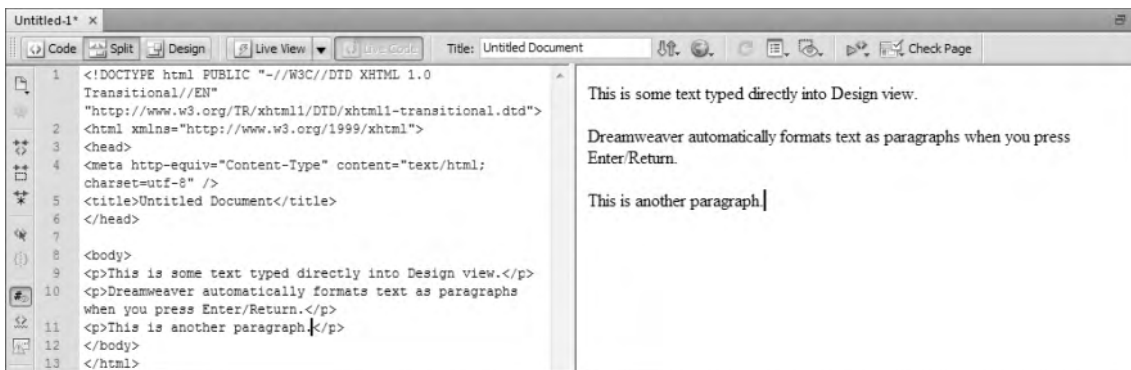 Untitled-1* ×
Code Split Design Live View Live Code Title: Untitled Document Check Page
1 <!DOCTYPE html PUBLIC "-//W3C//DTD XHTML 1.0
Transitional//EN"
"http://www.w3.org/TR/xhtml1/DTD/xhtml1-transitional.dtd">
2 <html xmlns="http://www.w3.org/1999/xhtml">
3 <head>
4 <meta http-equiv="Content-Type" content="text/html;
charset=utf-8" />
5 <title>Untitled Document</title>
6 </head>
7
8 <body>
9 <p>This is some text typed directly into Design view.</p>
10 <p>Dreamweaver automatically formats text as paragraphs
when you press Enter/Return.</p>
11 <p>This is another paragraph.</p>
12 </body>
13 </html>
This is some text typed directly into Design view.
Dreamweaver automatically formats text as paragraphs when you press
Enter/Return.
This is another paragraph.